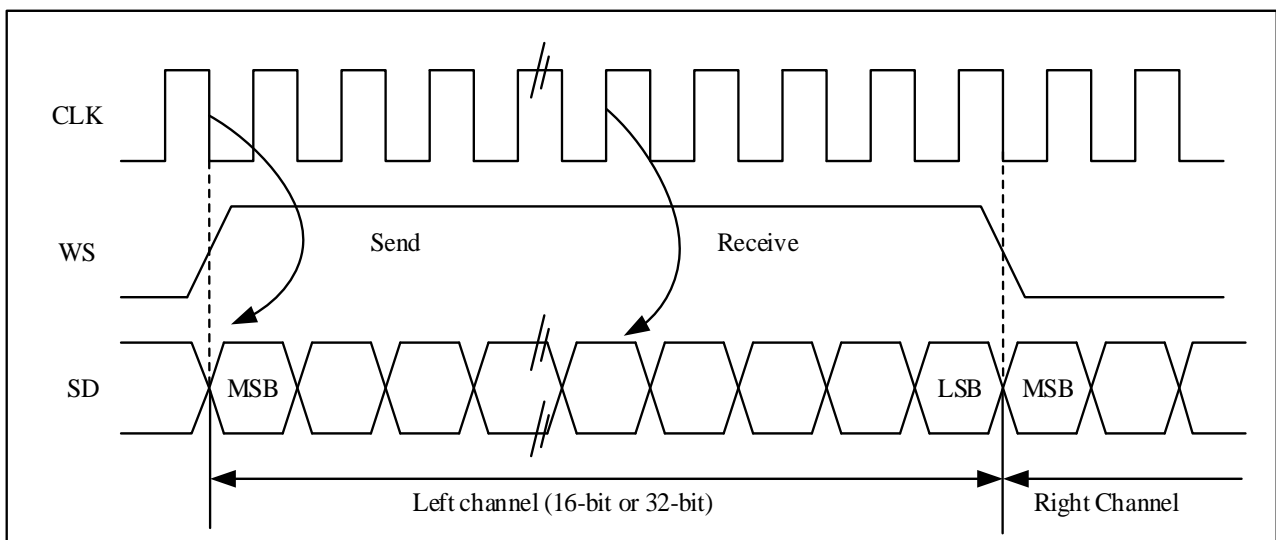 CLK
WS
Send
Receive
SD
MSB
LSB
MSB
Left channel (16-bit or 32-bit)
Right Channel